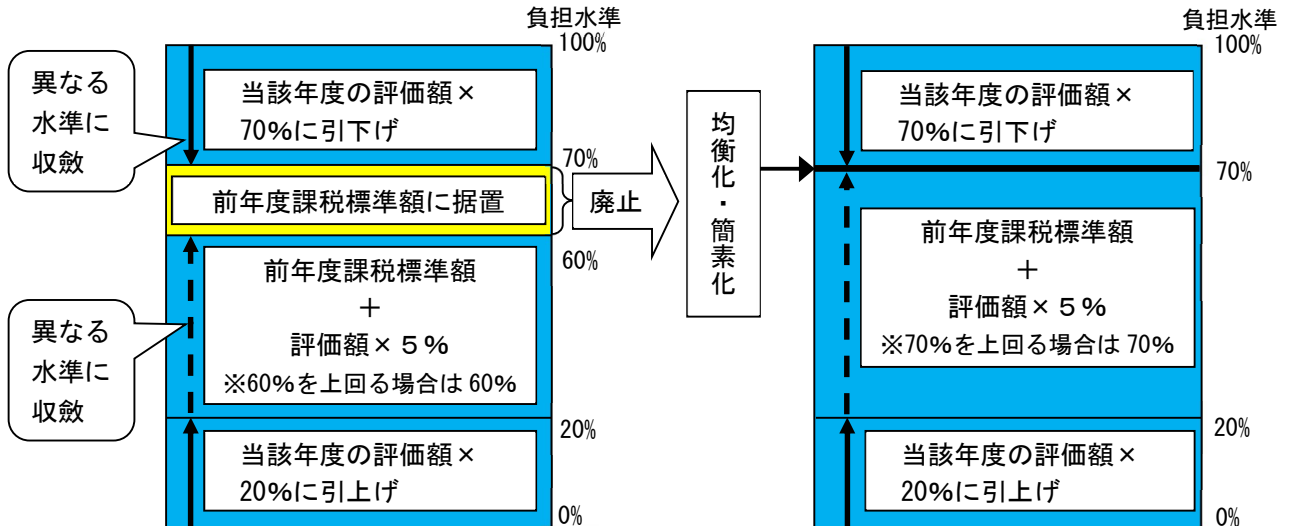 負担水準
100%
異なる
水準に
収斂
当該年度の評価額×
70%に引下げ
70%
前年度課税標準額に据置
廃止
60%
前年度課税標準額
＋
評価額×５%
※60%を上回る場合は60%
異なる
水準に
収斂
20%
当該年度の評価額×
20%に引上げ
0%
均衡化・簡素化
負担水準
100%
当該年度の評価額×
70%に引下げ
70%
前年度課税標準額
＋
評価額×５%
※70%を上回る場合は70%
20%
当該年度の評価額×
20%に引上げ
0%